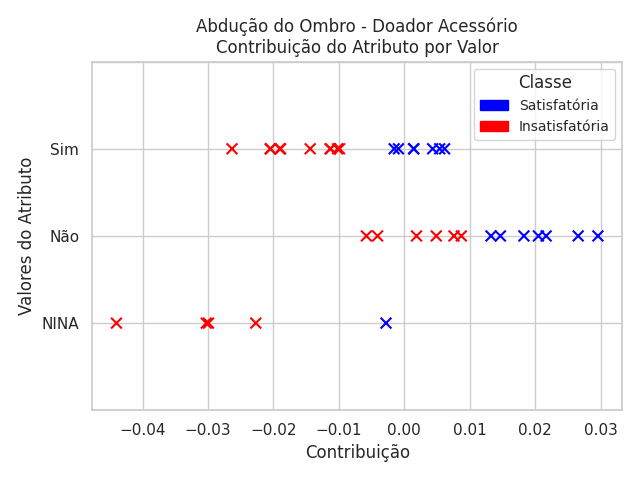 Abdução do Ombro - Doador Acessório
Contribuição do Atributo por Valor
Classe
Satisfatória
Insatisfatória
Valores do Atributo
Sim
Não
NINA
−0.04 −0.03 −0.02 −0.01 0.00 0.01 0.02 0.03
Contribuição